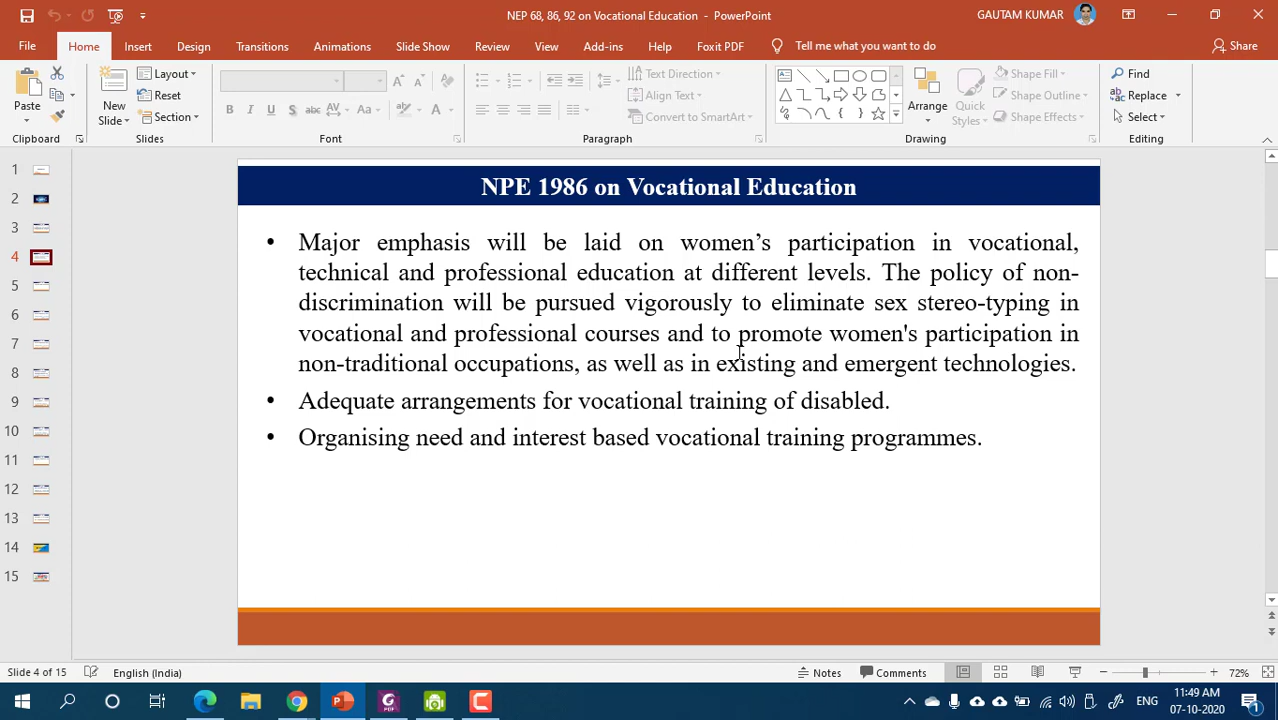 NEP 68, 86, 92 on Vocational Education - PowerPoint
GAUTAM KUMAR
File Home Insert Design Transitions Animations Slide Show Review View Add-ins Help Foxit PDF Tell me what you want to do Share
Paste
New Slide
Layout
Reset
Section
B I U S abc AV Aa A
Text Direction
Align Text
Convert to SmartArt
Arrange
Quick Styles
Shape Fill
Shape Outline
Shape Effects
Find
Replace
Select
Clipboard Slides Font Paragraph Drawing Editing
1
2
3
4
5
6
7
8
9
10
11
12
13
14
15
NPE 1986 on Vocational Education
• Major emphasis will be laid on women’s participation in vocational,
technical and professional education at different levels. The policy of non-
discrimination will be pursued vigorously to eliminate sex stereo-typing in
vocational and professional courses and to promote women's participation in
non-traditional occupations, as well as in existing and emergent technologies.
• Adequate arrangements for vocational training of disabled.
• Organising need and interest based vocational training programmes.
Slide 4 of 15 English (India) Notes Comments 72%
ENG
11:49 AM
07-10-2020
1